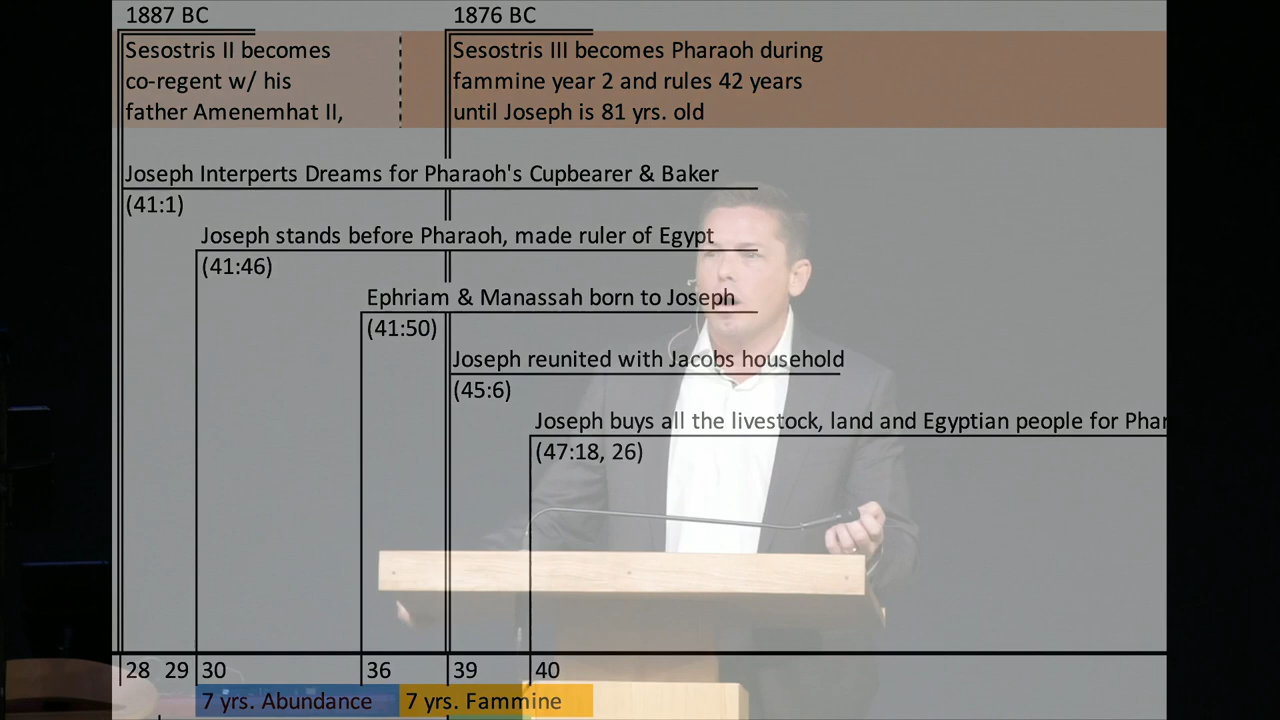 1887 BC
1876 BC
Sesostris II becomes
co-regent w/ his
father Amenemhat II,
Sesostris III becomes Pharaoh during
fammine year 2 and rules 42 years
until Joseph is 81 yrs. old
Joseph Interperts Dreams for Pharaoh's Cupbearer & Baker
(41:1)
Joseph stands before Pharaoh, made ruler of Egypt
(41:46)
Ephriam & Manassah born to Joseph
(41:50)
Joseph reunited with Jacobs household
(45:6)
Joseph buys all the livestock, land and Egyptian people for Phar
(47:18, 26)
28 29 30 36 39 40
7 yrs. Abundance 7 yrs. Fammine